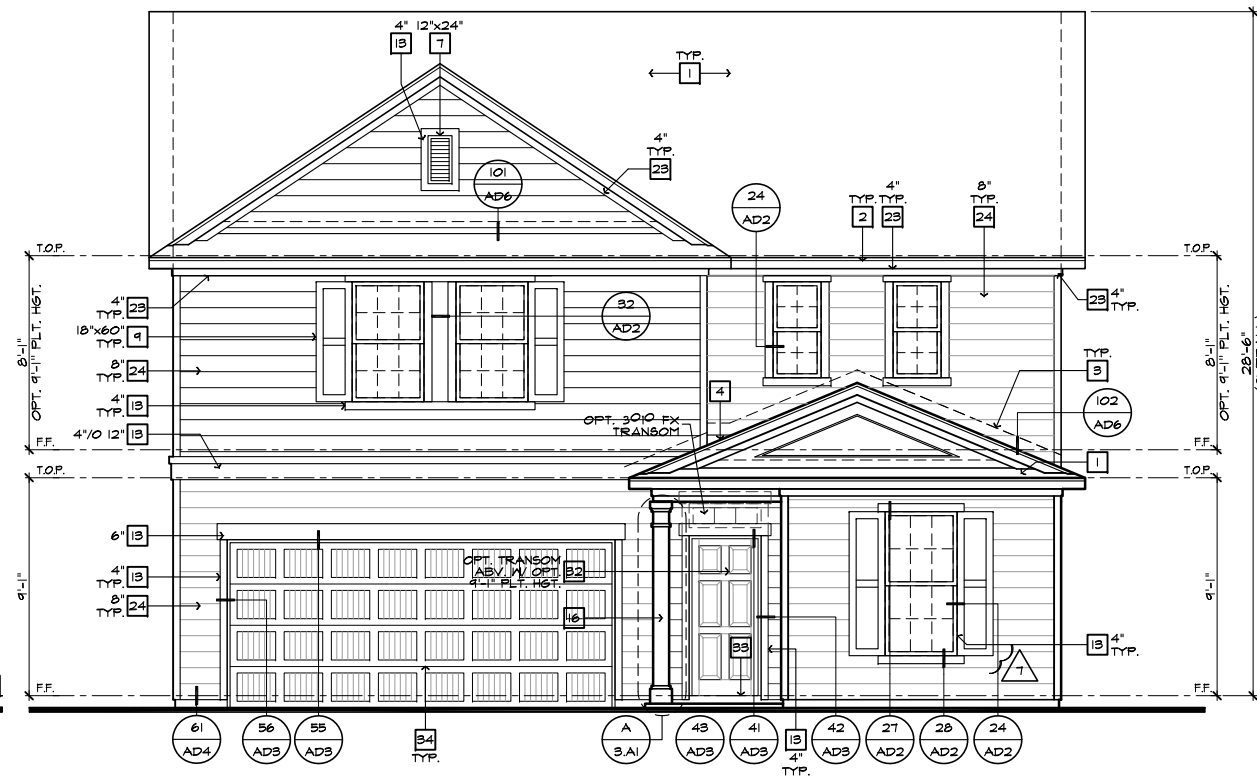 4" 12"x24"
13 7
TYP.
1
4"
TYP.
23
101
AD6
24
AD2
TYP.
2
4"
TYP.
23
8"
TYP.
24
T.O.P.
T.O.P.
4"
TYP. 23
18"x60"
TYP. 9
8"
TYP. 24
4"
TYP. 13
4"/O 12" 13
32
AD2
23 4"
TYP.
8'-1"
OPT. 9'-1" PLT. HGT.
8'-1"
OPT. 9'-1" PLT. HGT.
28'-6"
TYP.
3
4
102
AD6
OPT. 3010 FX
TRANSOM
F.F.
F.F.
T.O.P.
T.O.P.
1
6" 13
4"
TYP. 13
8"
TYP. 24
9'-1"
9'-1"
OPT. TRANSOM
ABV. W/ OPT. 32
9'-1" PLT. HGT.
16
33
13 4"
TYP.
7
F.F.
F.F.
61
AD4
56
AD3
55
AD3
34
TYP.
A
3.A1
43
AD3
41
AD3
13
4"
TYP.
42
AD3
27
AD2
28
AD2
24
AD2